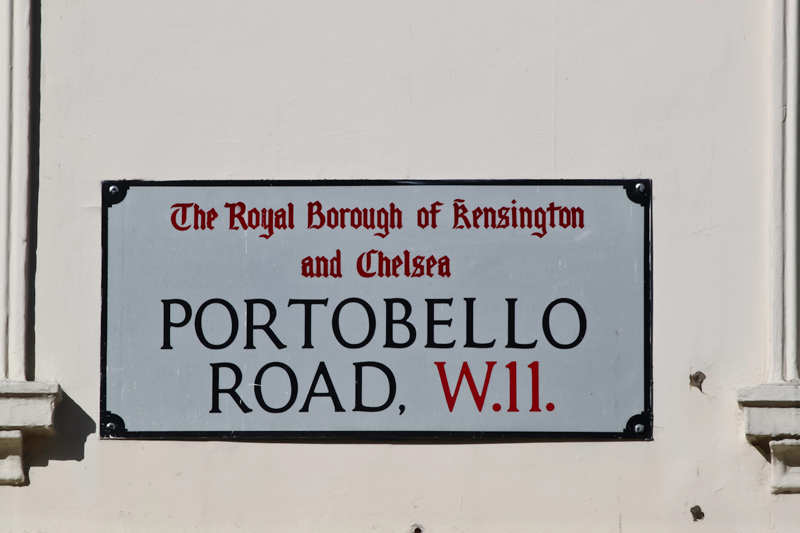 The Royal Borough of Kensington
and Chelsea
PORTOBELLO
ROAD, W.11.